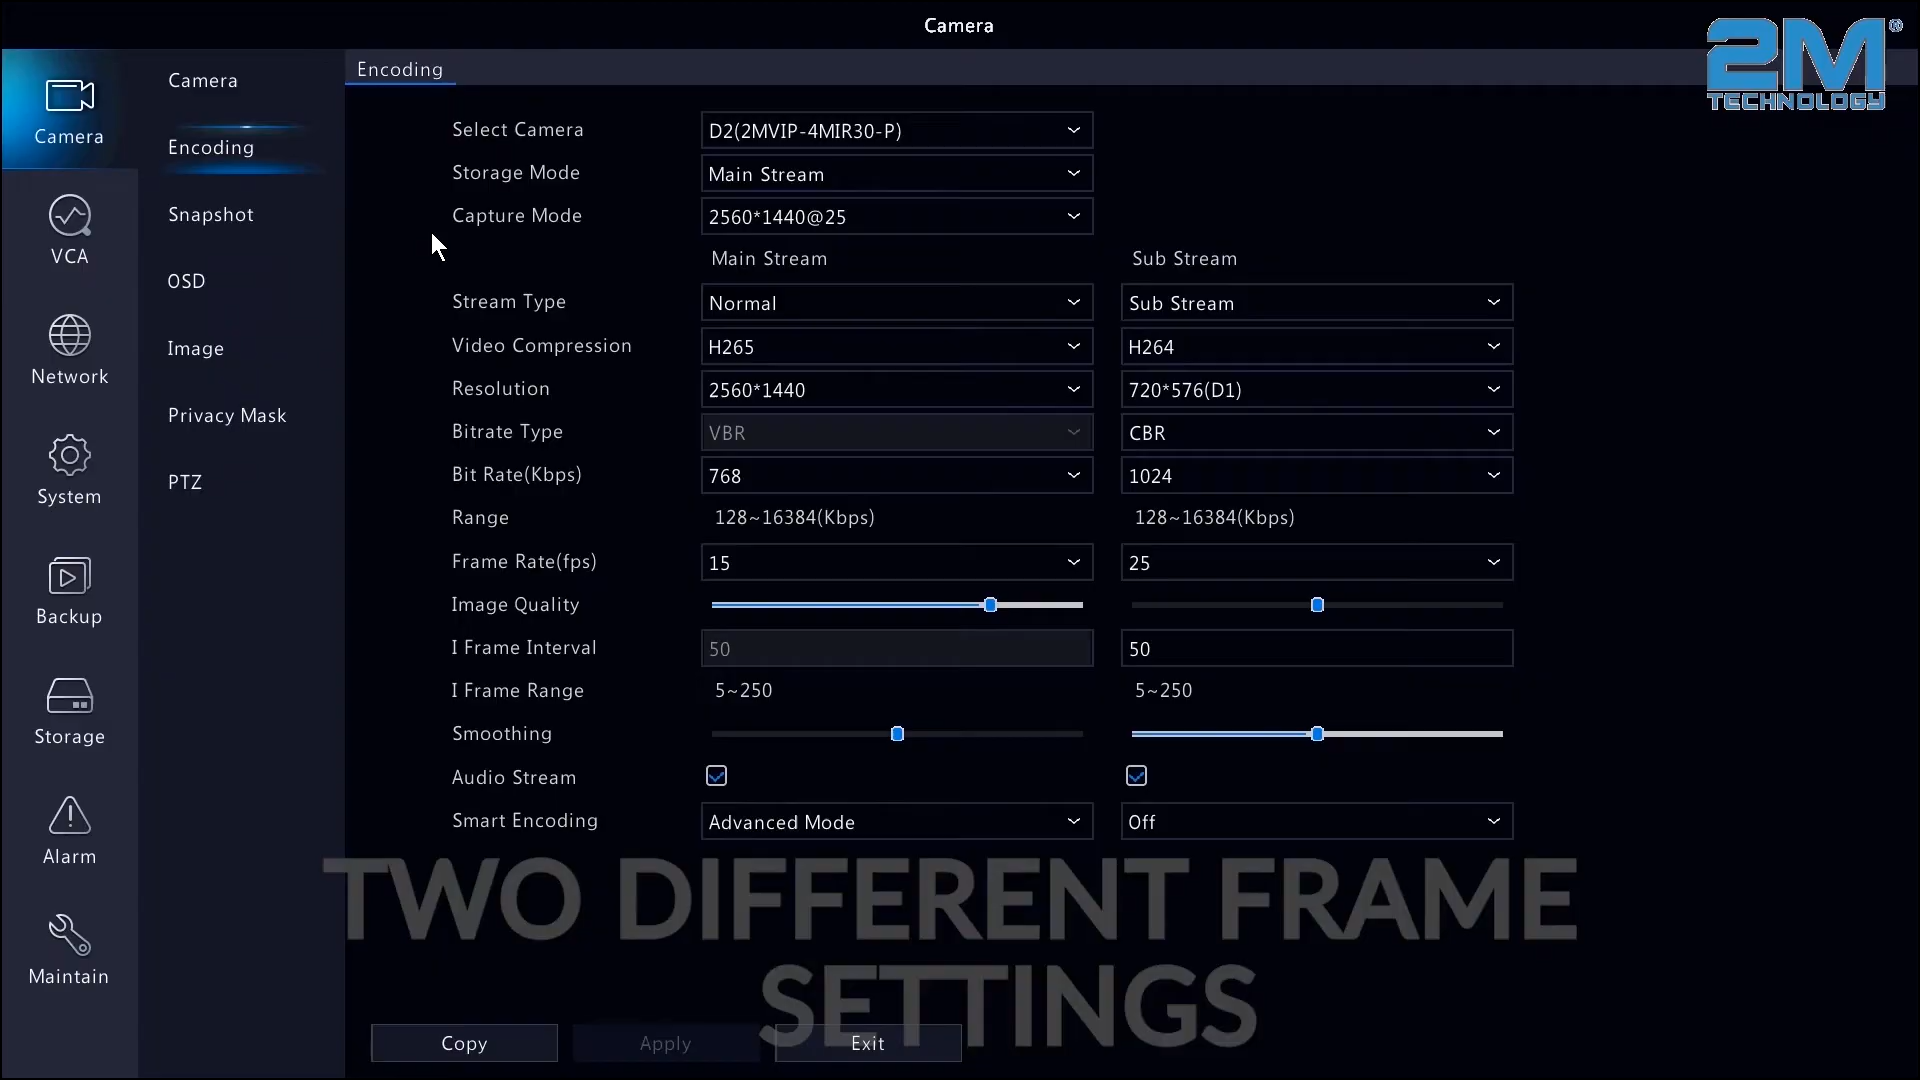 Camera
2M®
TECHNOLOGY
Camera
VCA
Network
System
Backup
Storage
Alarm
Maintain
Camera
Encoding
Snapshot
OSD
Image
Privacy Mask
PTZ
Encoding
Select Camera D2(2MVIP-4MIR30-P)
Storage Mode Main Stream
Capture Mode 2560*1440@25
Main Stream Sub Stream
Stream Type Normal Sub Stream
Video Compression H265 H264
Resolution 2560*1440 720*576(D1)
Bitrate Type VBR CBR
Bit Rate(Kbps) 768 1024
Range 128~16384(Kbps) 128~16384(Kbps)
Frame Rate(fps) 15 25
Image Quality
I Frame Interval 50 50
I Frame Range 5~250 5~250
Smoothing
Audio Stream
Smart Encoding Advanced Mode Off
TWO DIFFERENT FRAME
SETTINGS
Copy Apply Exit